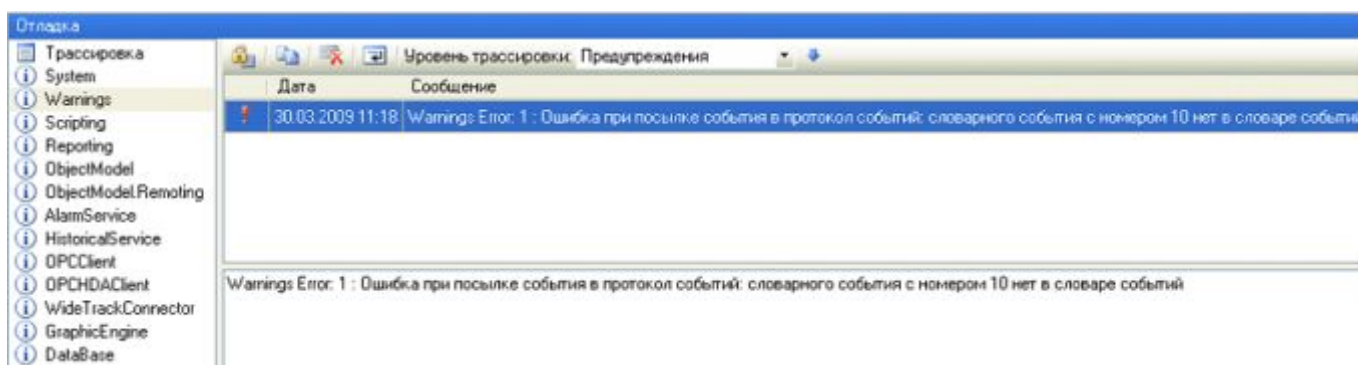 Отладка
Трассировка
System
Warnings
Scripting
Reporting
ObjectModel
ObjectModel.Remoting
AlarmService
HistoricalService
OPCClient
OPCHDAClient
WideTrackConnector
GraphicEngine
DataBase
Уровень трассировки: Предупреждения
Дата Сообщение
30.03.2009 11:18 Warnings Error: 1 : Ошибка при посылке события в протокол событий: словарного события с номером 10 нет в словаре событи
Warnings Error: 1 : Ошибка при посылке события в протокол событий: словарного события с номером 10 нет в словаре событий